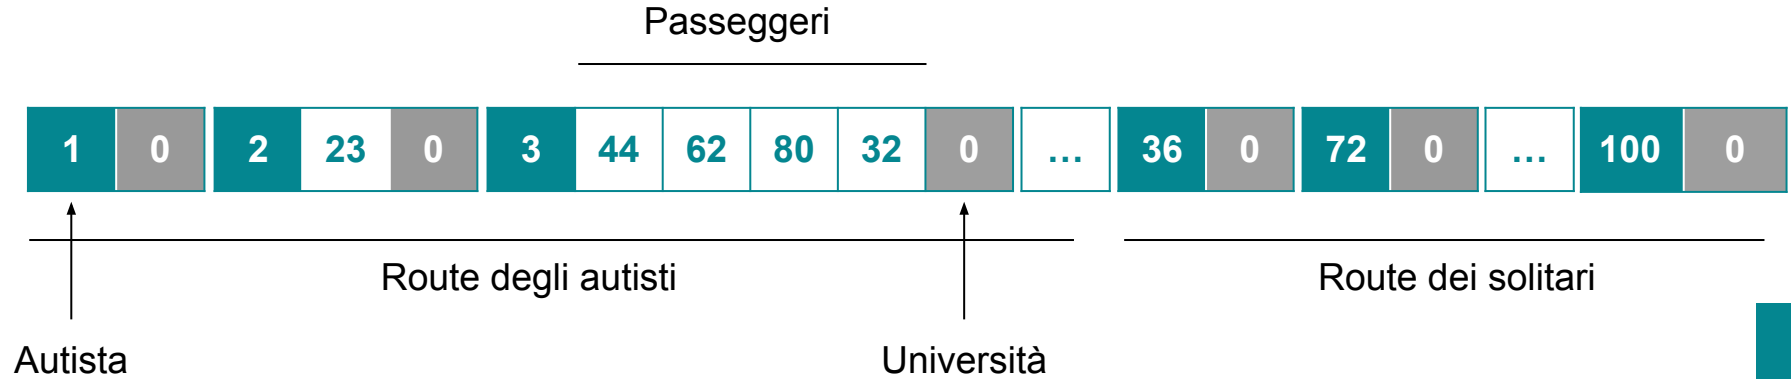 Passeggeri
1 0 2 23 0 3 44 62 80 32 0 ... 36 0 72 0 ... 100 0
Route degli autisti Route dei solitari
Autista Università